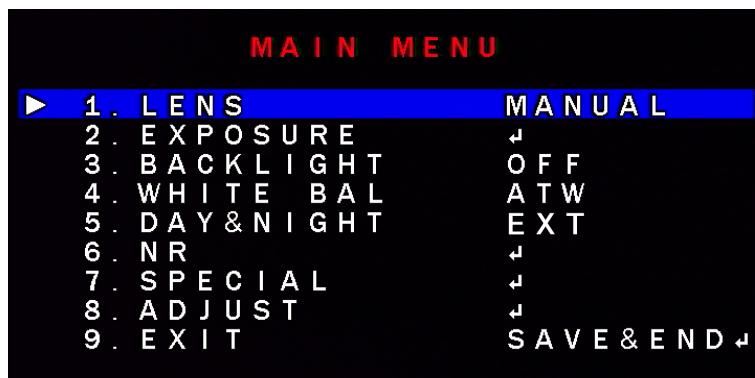 MAIN MENU
1. LENS MANUAL
2. EXPOSURE ↵
3. BACKLIGHT OFF
4. WHITE BAL ATW
5. DAY&NIGHT EXT
6. NR ↵
7. SPECIAL ↵
8. ADJUST ↵
9. EXIT SAVE&END↵